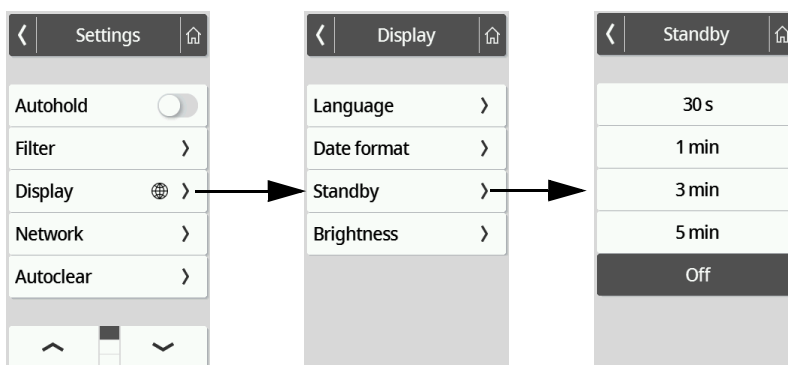 Settings
Autohold
Filter
Display
Network
Autoclear
Display
Language
Date format
Standby
Brightness
Standby
30 s
1 min
3 min
5 min
Off